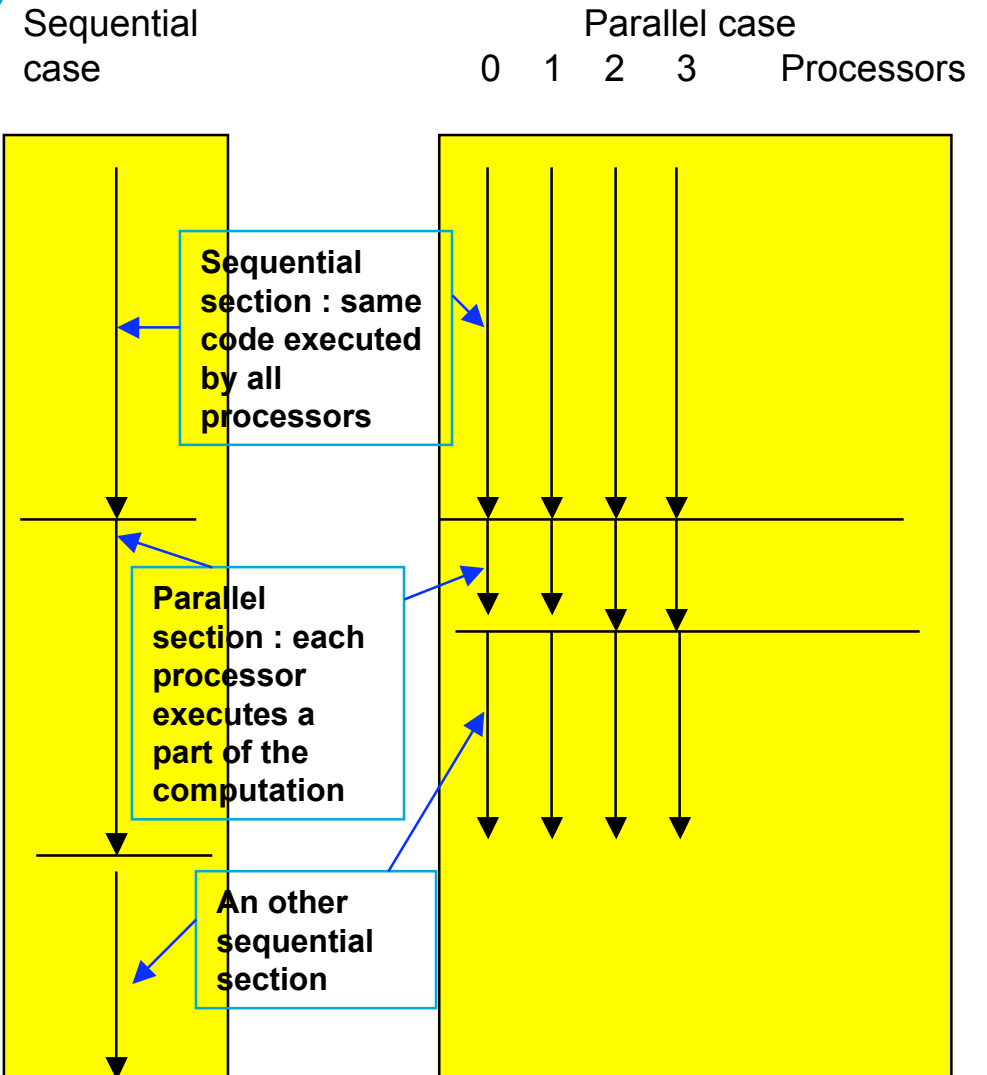 Sequential
case
Parallel case
0 1 2 3 Processors
Sequential
section : same
code executed
by all
processors
Parallel
section : each
processor
executes a
part of the
computation
An other
sequential
section